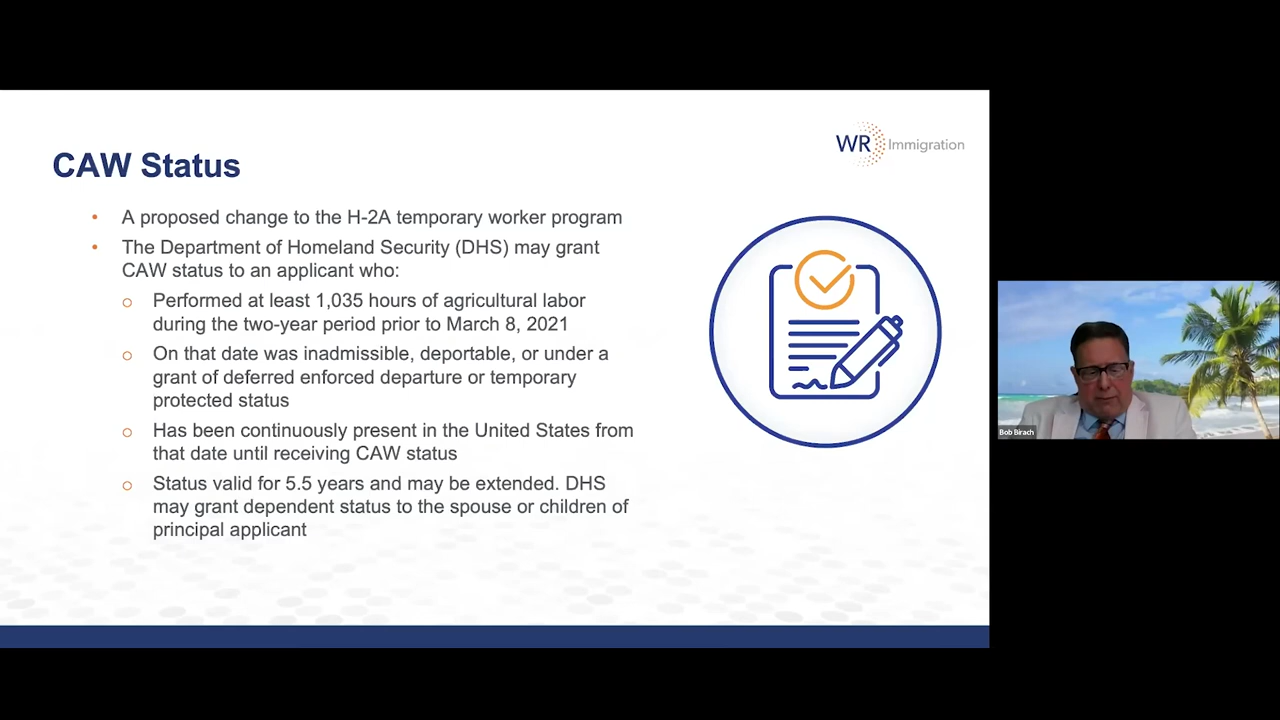 WR Immigration
CAW Status
• A proposed change to the H-2A temporary worker program
• The Department of Homeland Security (DHS) may grant
CAW status to an applicant who:
o Performed at least 1,035 hours of agricultural labor
during the two-year period prior to March 8, 2021
o On that date was inadmissible, deportable, or under a
grant of deferred enforced departure or temporary
protected status
o Has been continuously present in the United States from
that date until receiving CAW status
o Status valid for 5.5 years and may be extended. DHS
may grant dependent status to the spouse or children of
principal applicant
Bob Birach